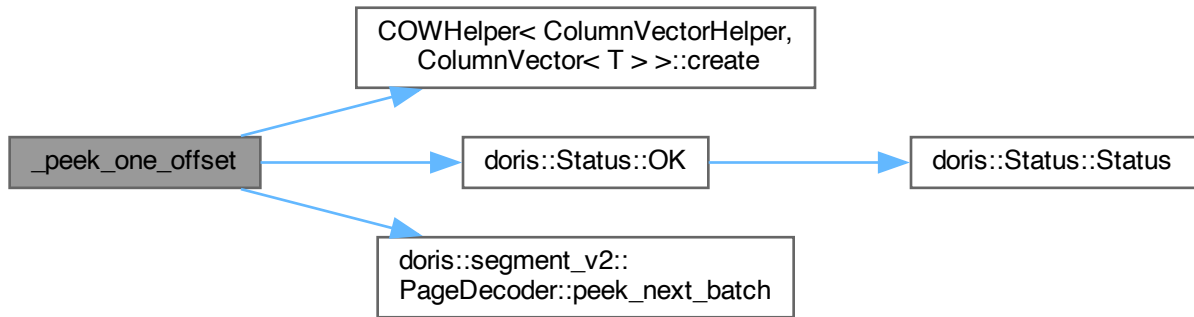 COWHelper< ColumnVectorHelper,
ColumnVector< T > >::create
_peek_one_offset
doris::Status::OK
doris::Status::Status
doris::segment_v2::
PageDecoder::peek_next_batch